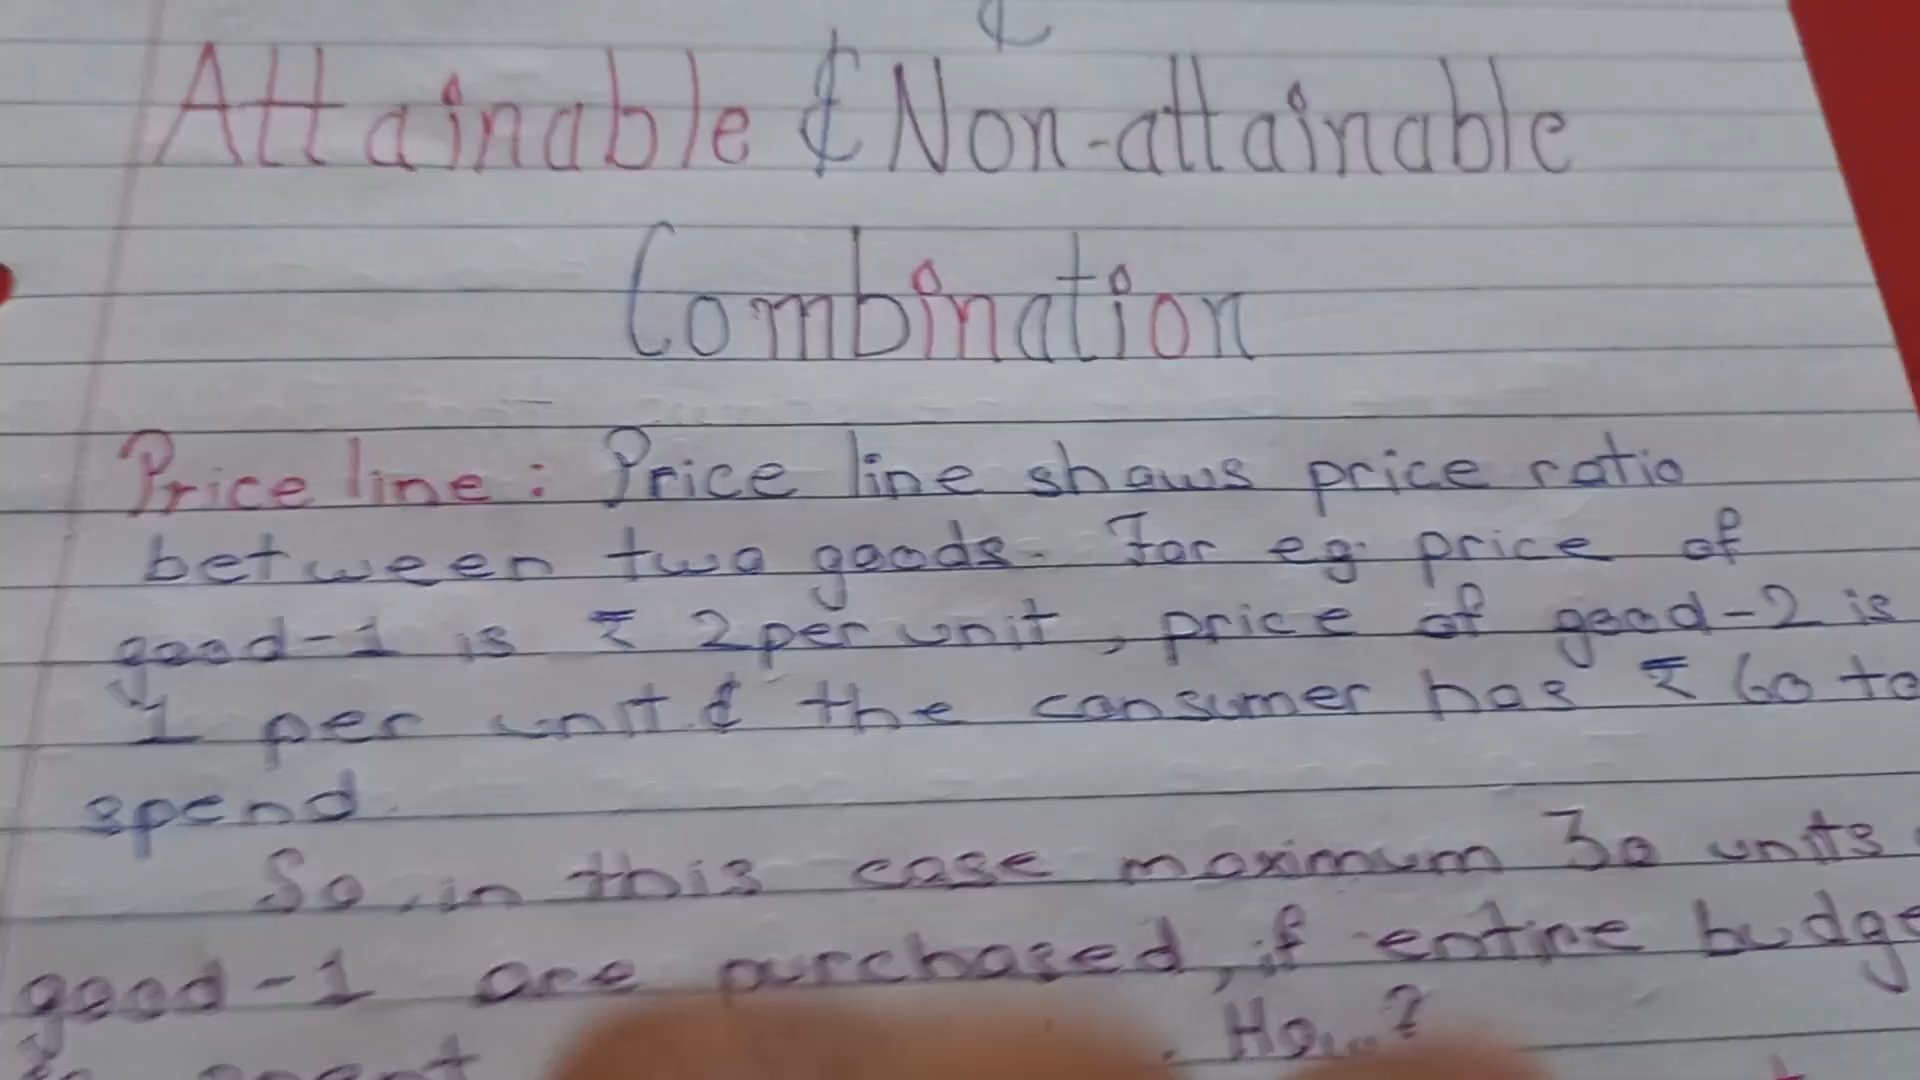 Attainable & Non-attainable
Combination
Price line: Price line shows price ratio
between two goods. For eg. price of
good-1 is ₹ 2 per unit, price of good-2 is
1 per unit & the consumer has ₹ 60 to
spend.
So, in this case maximum 30 units
good-1 are purchased, if entire budge
spent